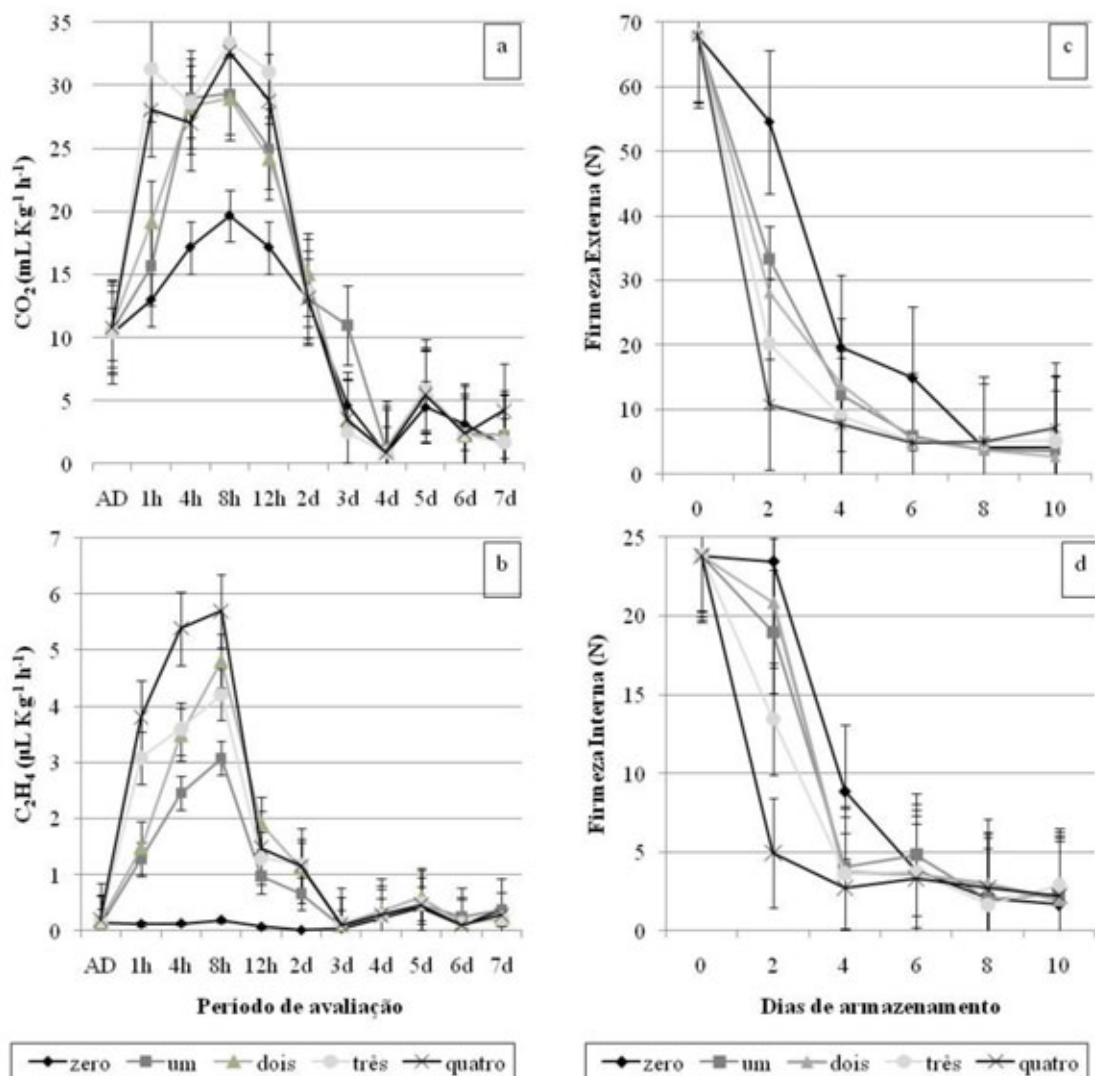 a
35
30
25
20
15
10
5
0
CO₂ (mL Kg⁻¹ h⁻¹)
AD 1h 4h 8h 12h 2d 3d 4d 5d 6d 7d
b
7
6
5
4
3
2
1
0
C₂H₄ (µL Kg⁻¹ h⁻¹)
AD 1h 4h 8h 12h 2d 3d 4d 5d 6d 7d
Período de avaliação
zero um dois três quatro
c
70
60
50
40
30
20
10
0
Firmeza Externa (N)
0 2 4 6 8 10
d
25
20
15
10
5
0
Firmeza Interna (N)
0 2 4 6 8 10
Dias de armazenamento
zero um dois três quatro